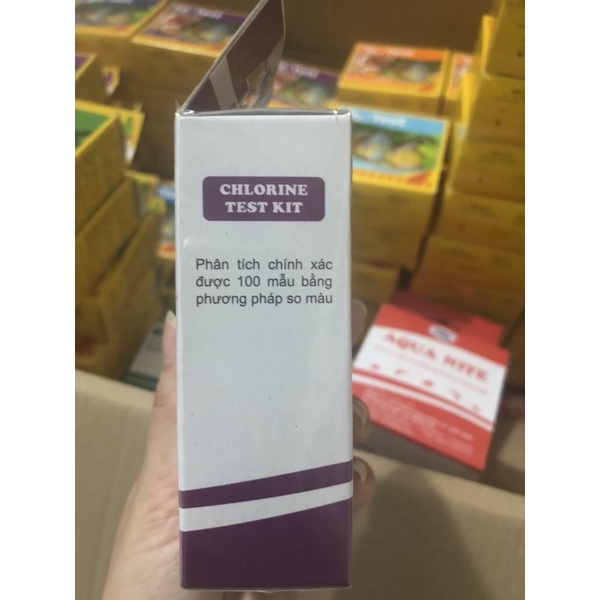 CHLORINE
TEST KIT
Phân tích chính xác
được 100 mẫu bằng
phương pháp so màu
AQUA NITE